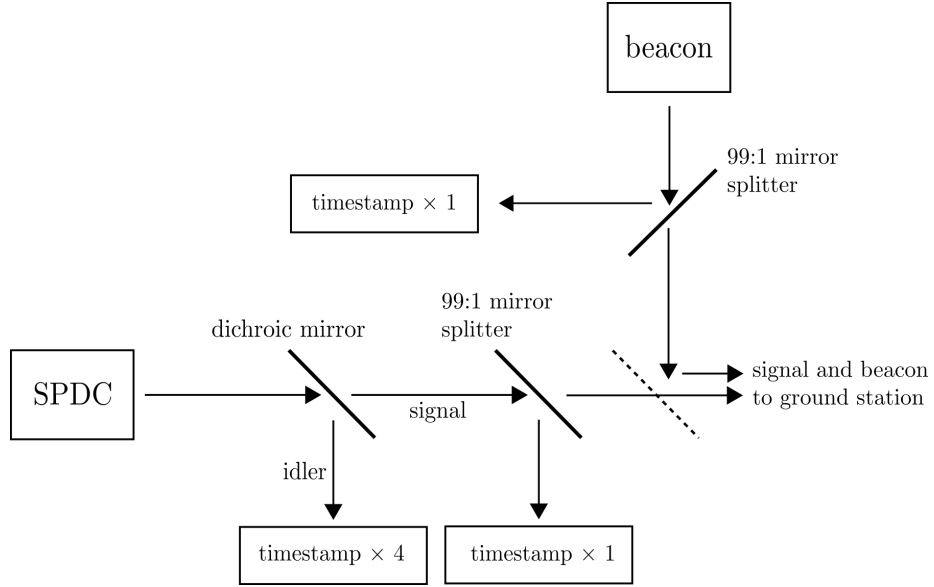 beacon
99:1 mirror
splitter
timestamp × 1
99:1 mirror
splitter
dichroic mirror
signal and beacon
to ground station
SPDC
signal
idler
timestamp × 4
timestamp × 1